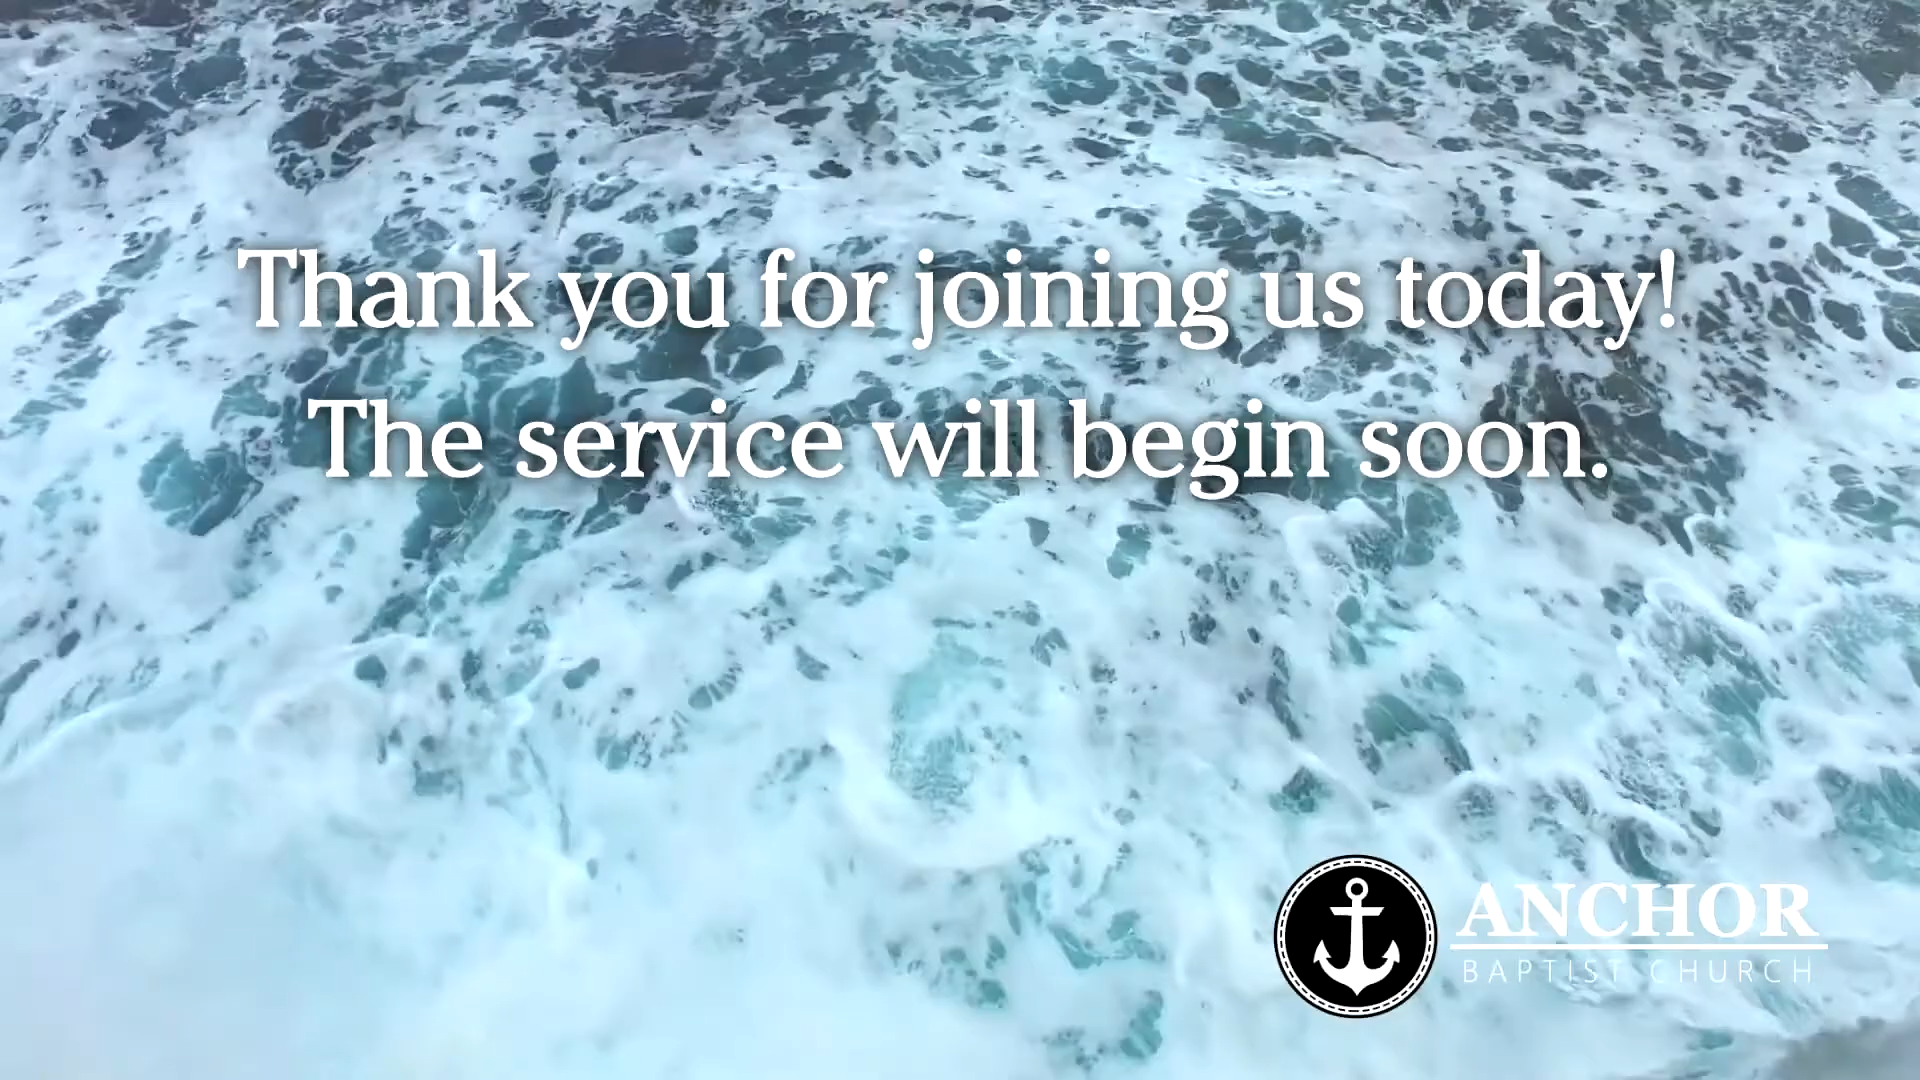 Thank you for joining us today!
The service will begin soon.
ANCHOR
BAPTIST CHURCH